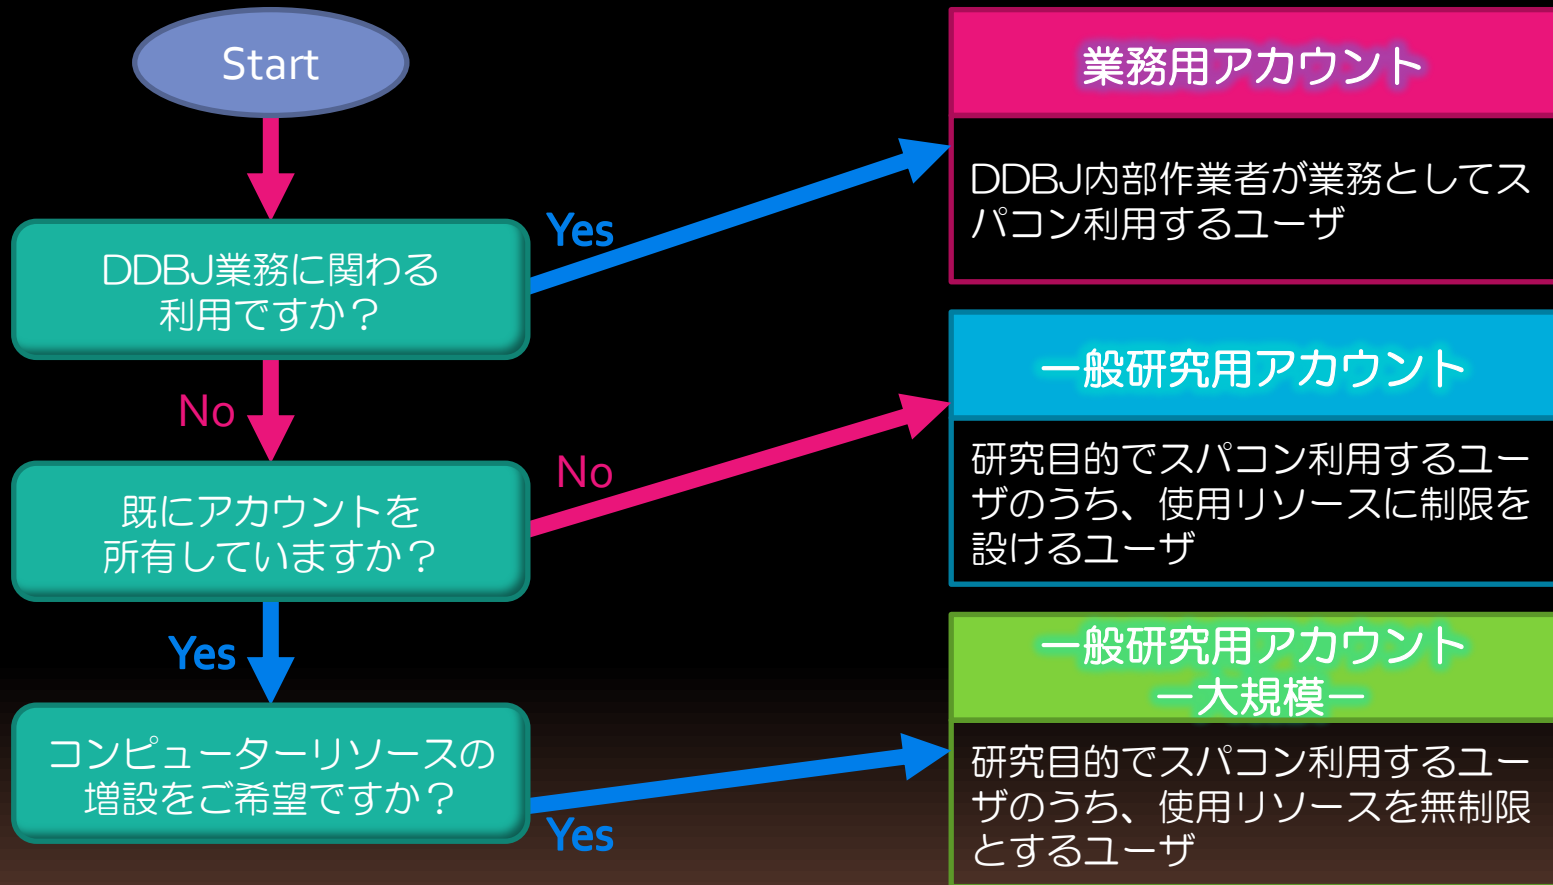 Start
DDBJ業務に関わる
利用ですか？
Yes
No
既にアカウントを
所有していますか？
No
Yes
コンピューターリソースの
増設をご希望ですか？
Yes
業務用アカウント
DDBJ内部作業者が業務としてス
パコン利用するユーザ
一般研究用アカウント
研究目的でスパコン利用するユー
ザのうち、使用リソースに制限を
設けるユーザ
一般研究用アカウント
ー大規模ー
研究目的でスパコン利用するユー
ザのうち、使用リソースを無制限
とするユーザ